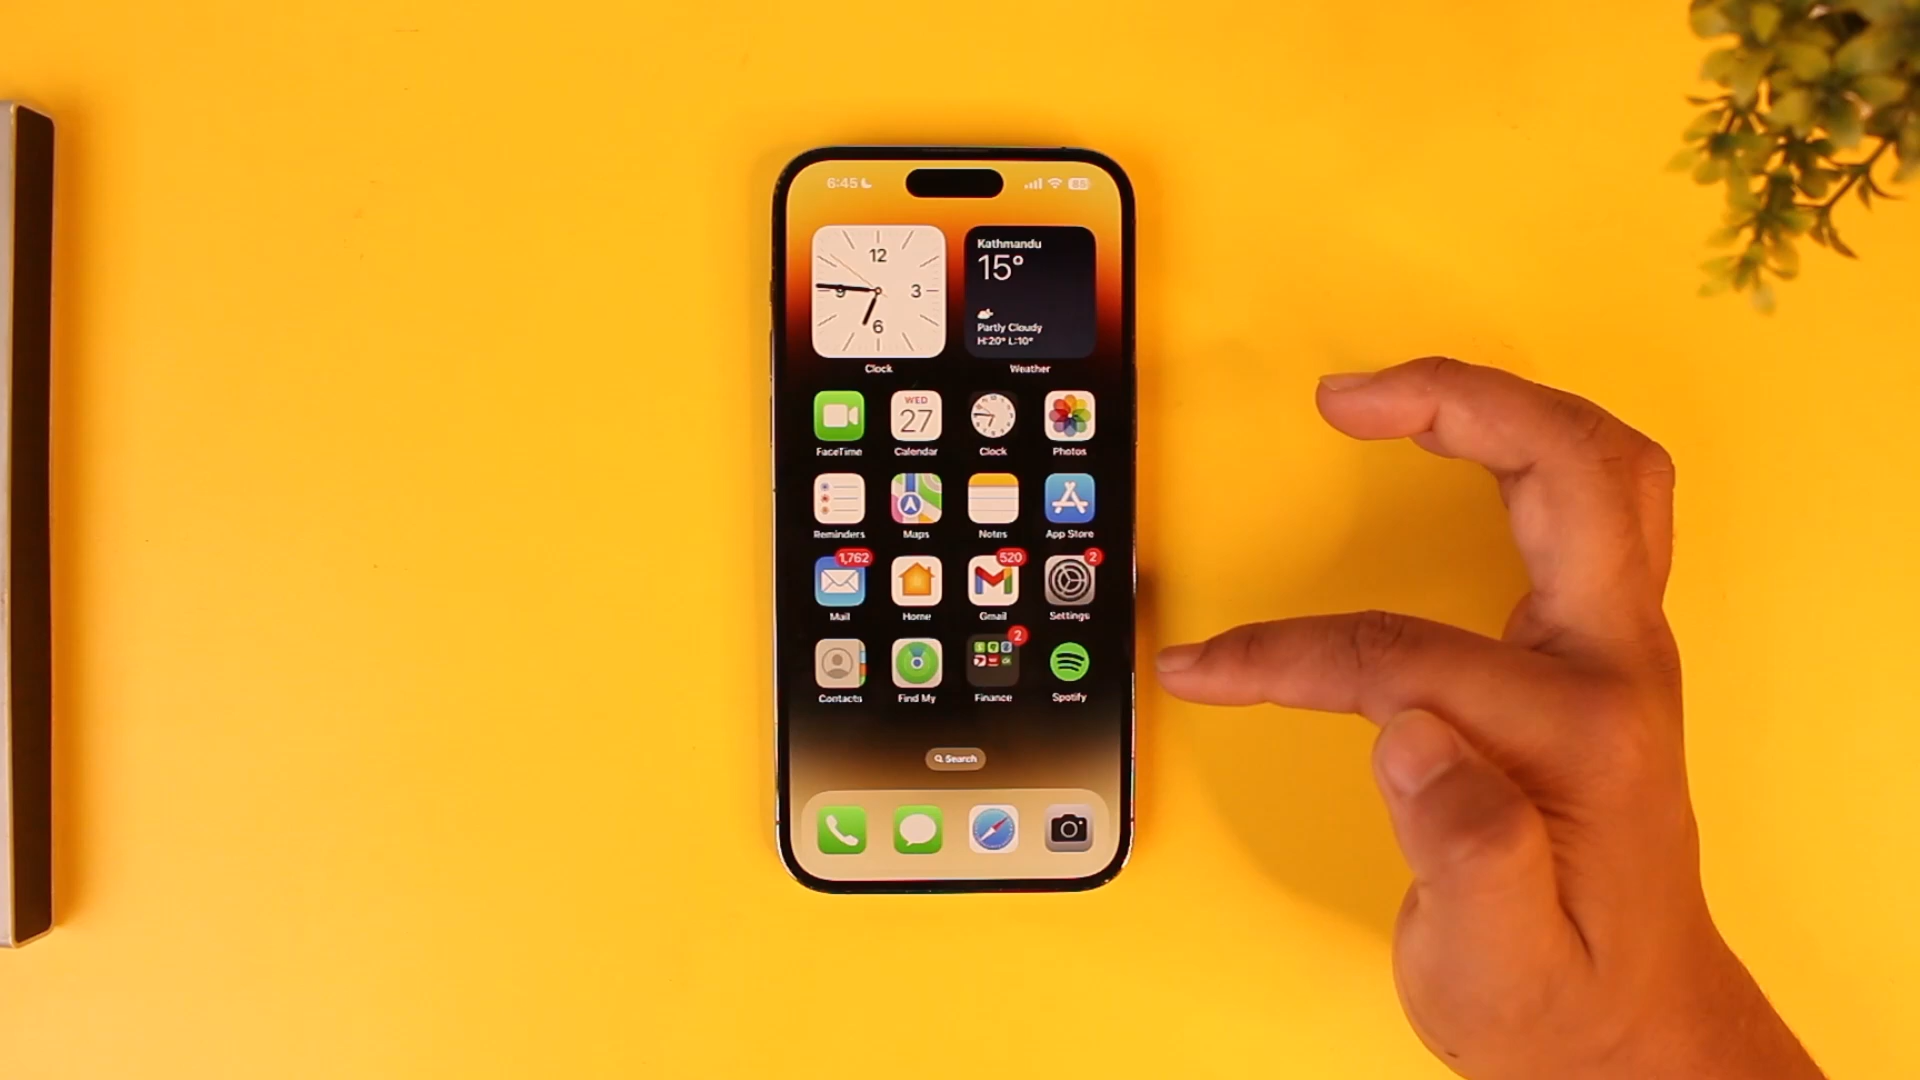 6:45
88
12
9
3
6
Clock
Kathmandu
15°
Partly Cloudy
H:20° L:10°
Weather
FaceTime
WED
27
Calendar
Clock
Photos
Reminders
Maps
Notes
App Store
1,762
Mail
Home
520
Gmail
2
Settings
Contacts
Find My
2
Finance
Spotify
Search